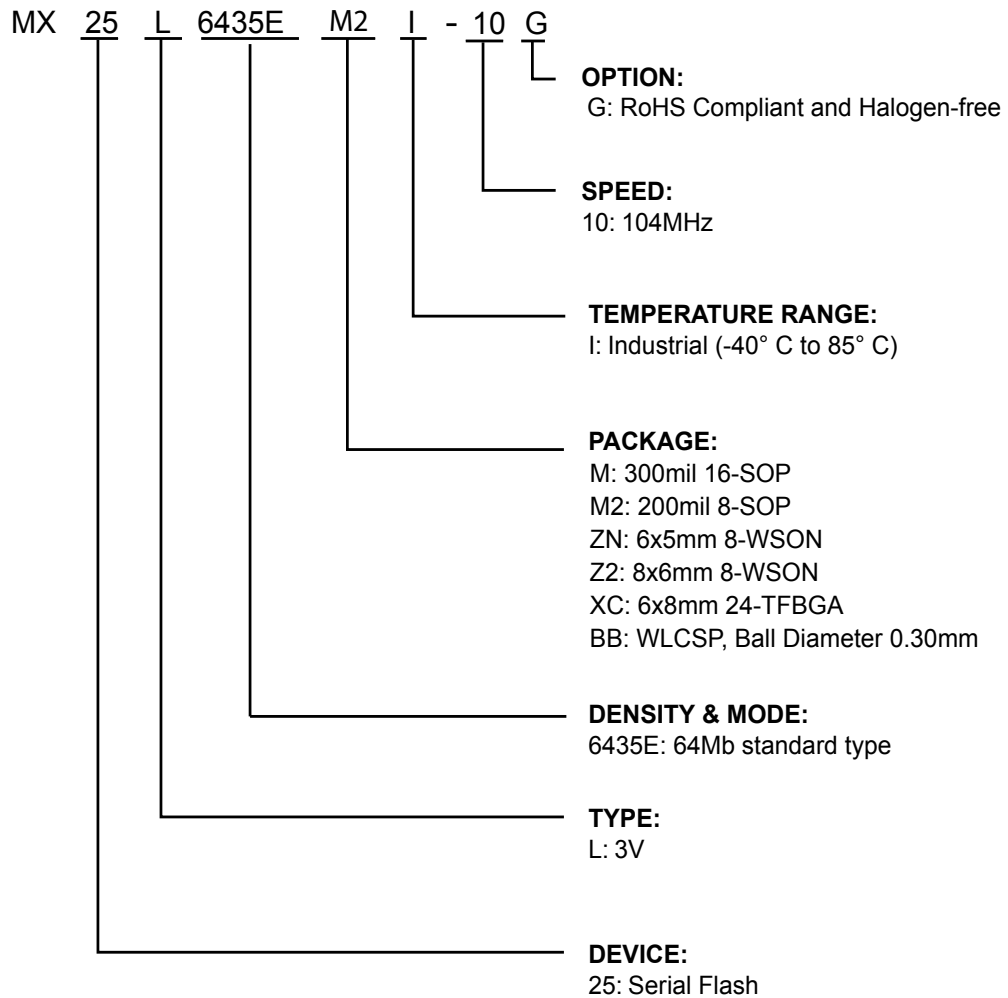 MX 25 L 6435E M2 I - 10 G
OPTION:
G: RoHS Compliant and Halogen-free
SPEED:
10: 104MHz
TEMPERATURE RANGE:
I: Industrial (-40° C to 85° C)
PACKAGE:
M: 300mil 16-SOP
M2: 200mil 8-SOP
ZN: 6x5mm 8-WSON
Z2: 8x6mm 8-WSON
XC: 6x8mm 24-TFBGA
BB: WLCSP, Ball Diameter 0.30mm
DENSITY & MODE:
6435E: 64Mb standard type
TYPE:
L: 3V
DEVICE:
25: Serial Flash